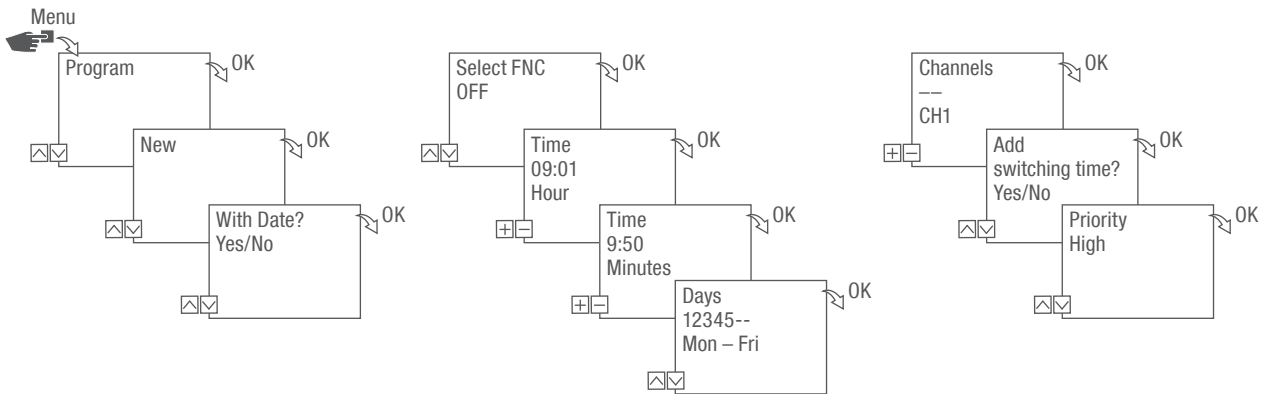 Menu
Program
OK
New
OK
With Date?
Yes/No
OK
Select FNC
OFF
OK
Time
09:01
Hour
OK
Time
9:50
Minutes
OK
Days
12345--
Mon – Fri
OK
Channels
––
CH1
OK
Add
switching time?
Yes/No
OK
Priority
High
OK